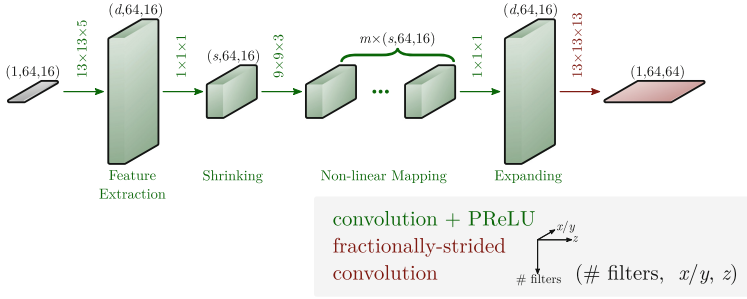 (1,64,16)
13×13×5
(d,64,16)
1×1×1
(s,64,16)
9×9×3
m×(s,64,16)
1×1×1
(d,64,16)
13×13×13
(1,64,64)
Feature
Extraction
Shrinking
Non-linear Mapping
Expanding
convolution + PReLU
fractionally-strided
convolution
x/y
z
# filters
(# filters, x/y, z)